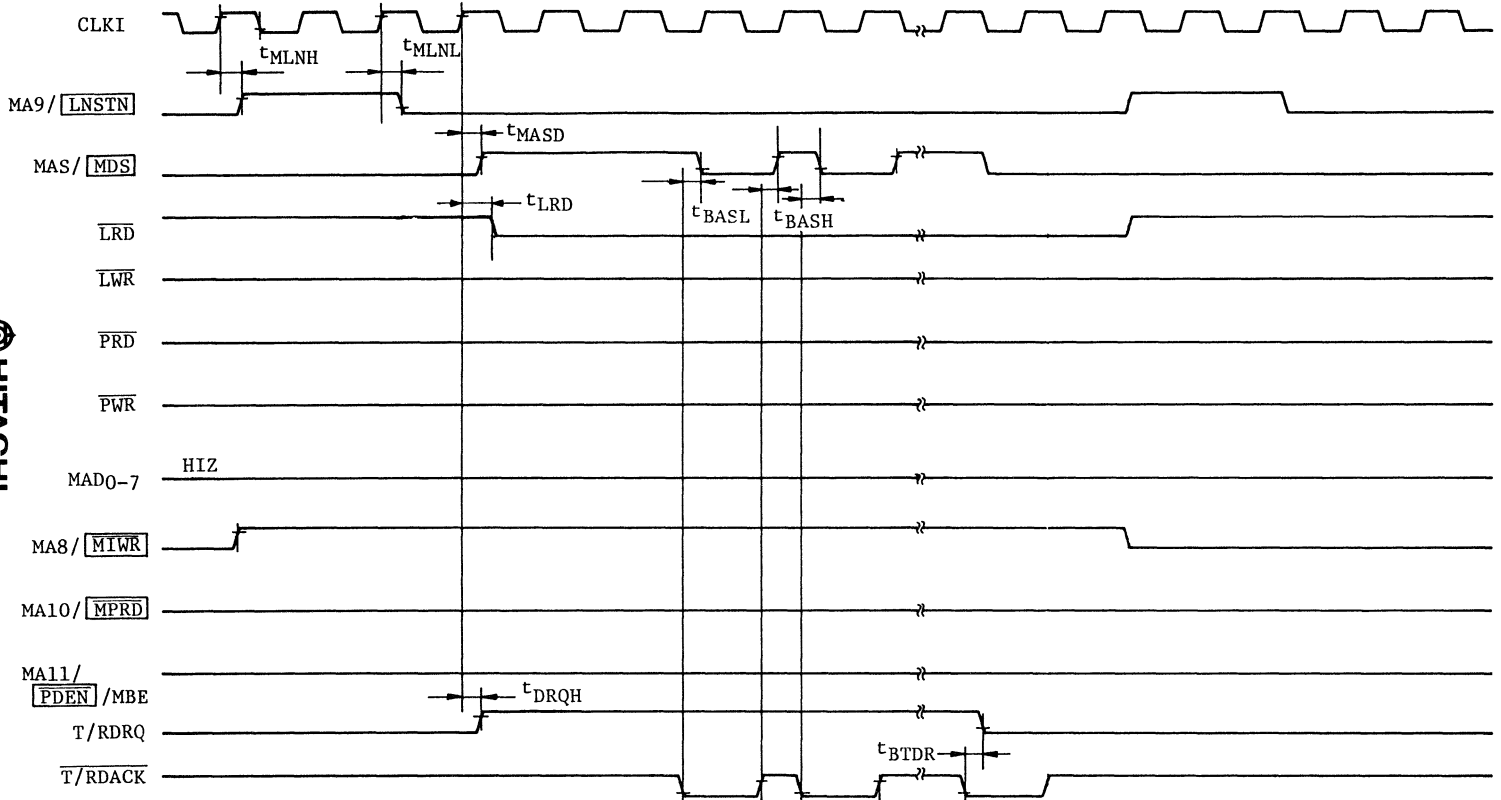 CLKI
tMLNH
tMLNL
MA9/ LNSTN
tMASD
MAS/ MDS
tLRD
tBASL
tBASH
LRD
LWR
PRD
PWR
HIZ
MAD0-7
MA8/ MIWR
MA10/ MPRD
MA11/
PDEN /MBE
tDRQH
T/RDRQ
tBTDR
T/RDACK